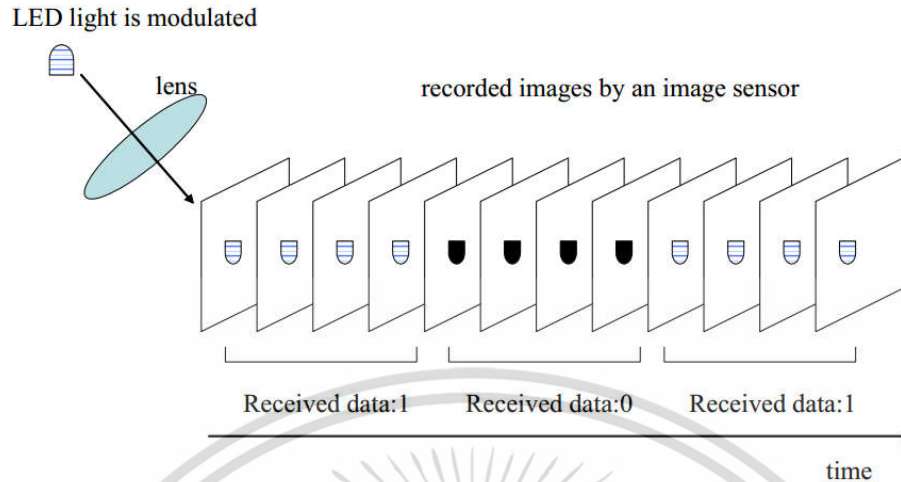 LED light is modulated
lens
recorded images by an image sensor
Received data:1
Received data:0
Received data:1
time